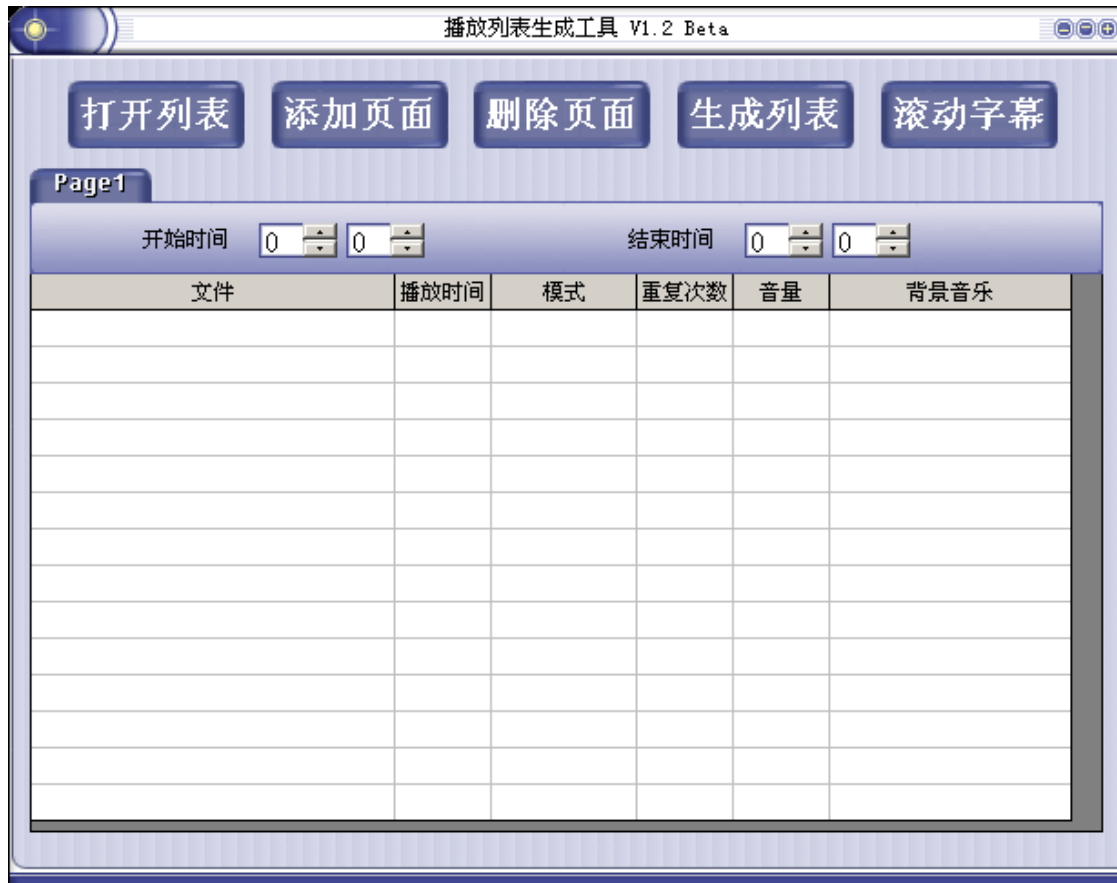 播放列表生成工具 V1.2 Beta
打开列表 添加页面 删除页面 生成列表 滚动字幕
Page1
开始时间 0 0 结束时间 0 0
文件 播放时间 模式 重复次数 音量 背景音乐